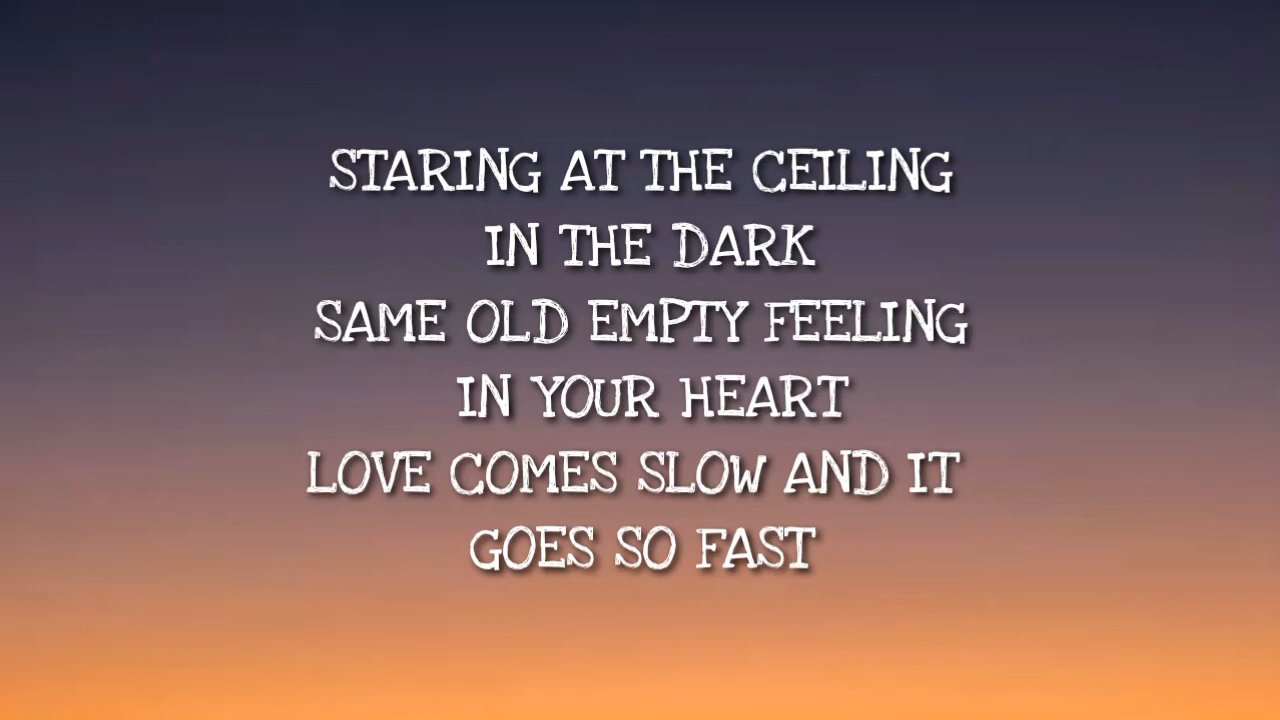 STARING AT THE CEILING
IN THE DARK
SAME OLD EMPTY FEELING
IN YOUR HEART
LOVE COMES SLOW AND IT
GOES SO FAST